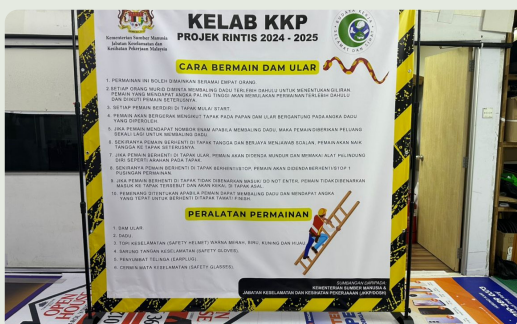 KELAB KKP
PROJEK RINTIS 2024 - 2025
Kementerian Sumber Manusia
Jabatan Keselamatan dan
Kesihatan Pekerjaan Malaysia
CARA BERMAIN DAM ULAR
1. PERMAINAN INI BOLEH DIMAINKAN SERAMAI EMPAT ORANG
2. SETIAP ORANG MURID DIMINTA MEMBALING DADU TERLEBIH DAHULU UNTUK MENENTUKAN GILIRAN.
PEMAIN YANG MENDAPAT ANGKA PALING TINGGI AKAN MEMULAKAN PERMAINAN TERLEBIH DAHULU
DAN DIIKUTI PEMAIN SETERUSNYA.
3. SETIAP PEMAIN BERDIRI DI TAPAK MULA/ START.
4. PEMAIN AKAN BERGERAK MENGIKUT TAPAK PADA PAPAN DAM ULAR BERGANTUNG PADA ANGKA DADU
YANG DIPEROLEH.
5. JIKA PEMAIN MENDAPAT NOMBOR ENAM APABILA MEMBALING DADU, MAKA PEMAIN DIBERIKAN PELUANG
SEKALI LAGI UNTUK MEMBALING DADU.
6. SEKIRANYA PEMAIN BERHENTI DI TAPAK TANGGA DAN BERJAYA MENJAWAB SOALAN, PEMAIN AKAN NAIK
TANGGA KE TAPAK SETERUSNYA.
7. JIKA PEMAIN BERHENTI DI TAPAK ULAR, PEMAIN AKAN DIDENDA MUNDUR DAN MEMAKAI ALAT PELINDUNG
DIRI SEPERTI ARAHAN PADA TAPAK.
8. SEKIRANYA PEMAIN BERHENTI DI TAPAK BERHENTI/STOP, PEMAIN AKAN DIDENDA BERHENTI/STOP 1
PUSINGAN PERMAINAN.
9. JIKA PEMAIN BERHENTI DI TAPAK TIDAK DIBENARKAN MASUK/ DO NOT ENTER, PEMAIN TIDAK DIBENARKAN
MASUK KE TAPAK TERSEBUT DAN AKAN KEKAL DI TAPAK ASAL.
10. PEMENANG DITENTUKAN APABILA PEMAIN DAPAT MEMBALING DADU DAN MENDAPAT ANGKA
YANG TEPAT UNTUK BERHENTI DITAPAK TAMAT/ FINISH.
PERALATAN PERMAINAN
1. DAM ULAR
2. DADU
3. TOPI KESELAMATAN (SAFETY HELMET) WARNA MERAH, BIRU, KUNING DAN HIJAU
4. SARUNG TANGAN KESELAMATAN (SAFETY GLOVES)
5. PENYUMBAT TELINGA (EARPLUG)
6. CERMIN MATA KESELAMATAN (SAFETY GLASSES)
SUMBANGAN DARIPADA:
KEMENTERIAN SUMBER MANUSIA &
JABATAN KESELAMATAN DAN KESIHATAN PEKERJAAN (JKKP/DOSH)
OPEN
HOUSE